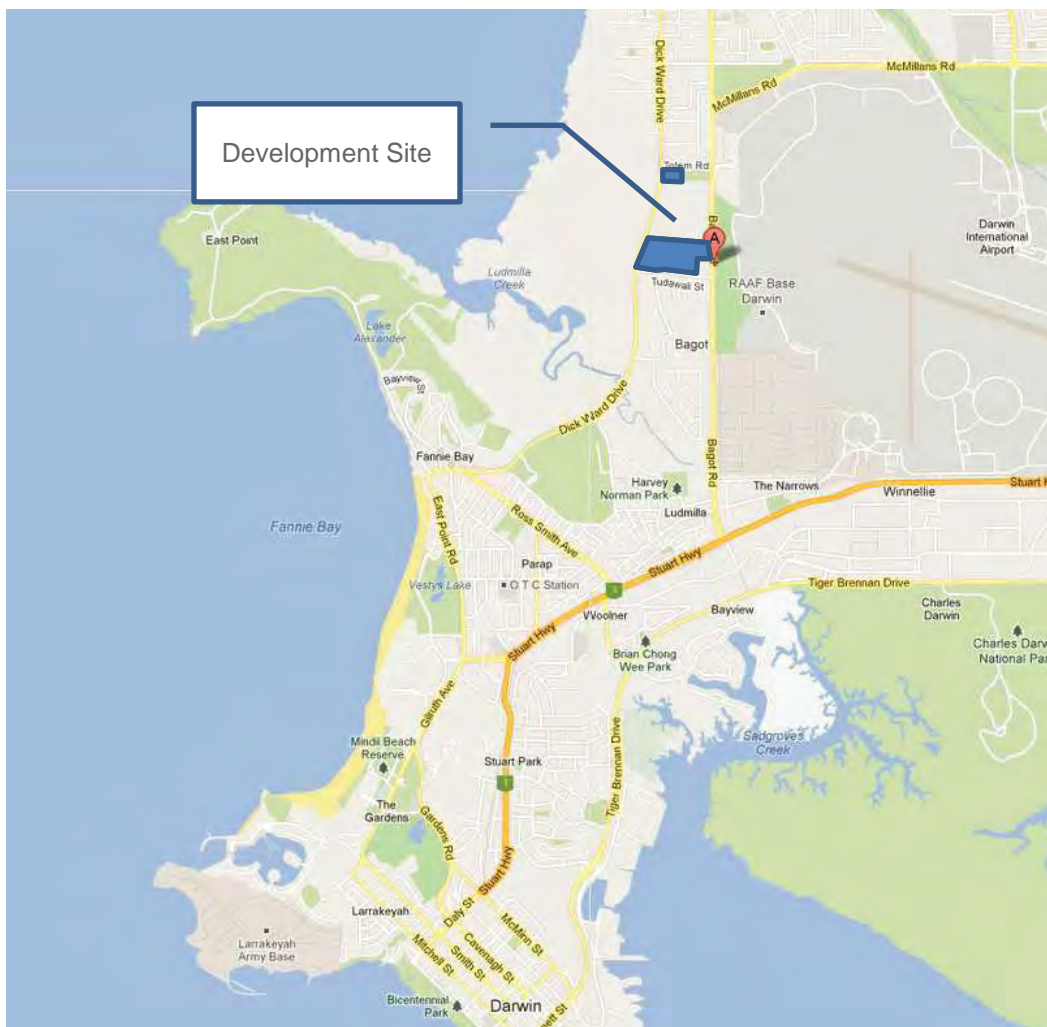 Dick Ward Drive
McMillans Rd
McMillans Rd
Development Site
Totem Rd
East Point
Darwin
International
Airport
Ludmilla
Creek
A
RAAF Base
Darwin
Tudawali St
Lake
Alexander
Bagot
Bayview St
Dick Ward Drive
Bagot Rd
Fannie Bay
Harvey
Norman Park
The Narrows
Stuart H
Winnellie
Ludmilla
East Point Rd
Ross Smith Ave
Fannie Bay
Stuart Hwy
Parap
Vestys Lake
O T C Station
1
Tiger Brennan Drive
Woolner
Bayview
Charles
Darwin
Stuart Hwy
Brian Chong
Wee Park
Charles Darw
National Par
Gilruth Ave
Mindil Beach
Reserve
Sadgroves
Creek
Stuart Park
1
Tiger Brennan Drive
The
Gardens
Gardens Rd
Stuart Hwy
Larrakeyah
Daly St
McMinn St
Larrakeyah
Army Base
Mitchell St
Smith St
Cavenagh St
Bicentennial
Park
Darwin
nett St